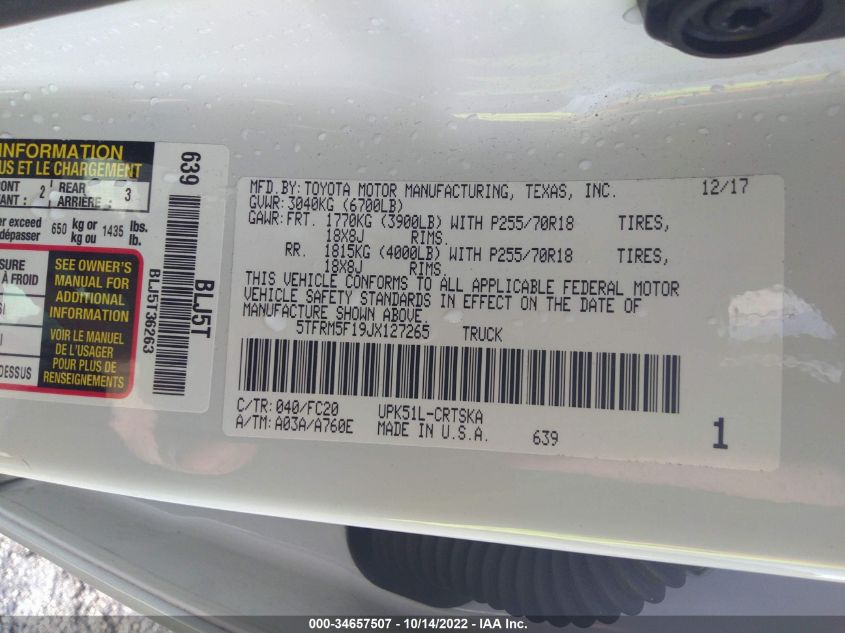 INFORMATION
US ET LE CHARGEMENT
2 REAR 3
ARRIÈRE :
exceed 650 kg or 1435 lbs.
dépasser kg ou lb.
À FROID
SEE OWNER'S
MANUAL FOR
ADDITIONAL
INFORMATION
VOIR LE MANUEL
DE L'USAGER
POUR PLUS DE
RENSEIGNEMENTS
DESSUS
639
BLJ5T
BLJ5T36263
MFD.BY:TOYOTA MOTOR MANUFACTURING, TEXAS, INC. 12/17
GVWR:3040KG (6700LB)
GAWR:FRT. 1770KG (3900LB) WITH P255/70R18 TIRES,
18X8J RIMS.
RR. 1815KG (4000LB) WITH P255/70R18 TIRES,
18X8J RIMS.
THIS VEHICLE CONFORMS TO ALL APPLICABLE FEDERAL MOTOR
VEHICLE SAFETY STANDARDS IN EFFECT ON THE DATE OF
MANUFACTURE SHOWN ABOVE.
5TFRM5F19JX127265 TRUCK
C/TR:040/FC20 UPK51L-CRTSKA
A/TM:A03A/A760E MADE IN U.S.A. 639 1
000-34657507 - 10/14/2022 - IAA Inc.